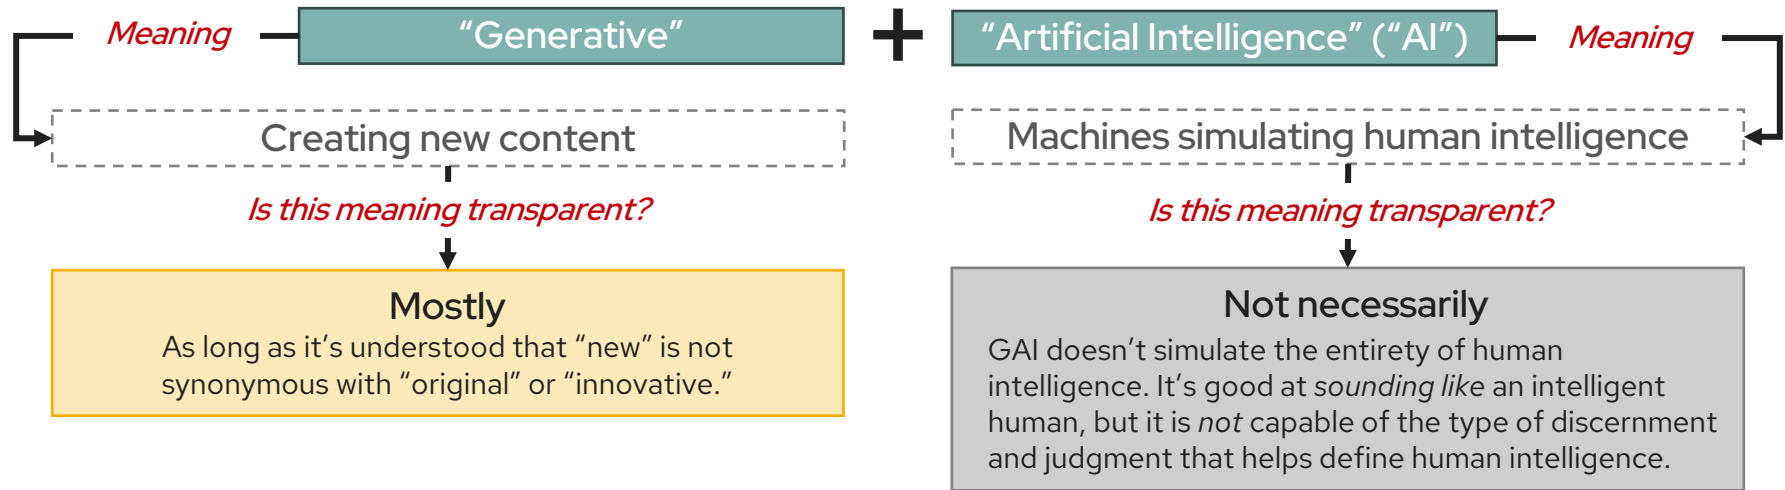 Meaning
“Generative”
+
“Artificial Intelligence” (“AI”)
Meaning
Creating new content
Machines simulating human intelligence
Is this meaning transparent?
Is this meaning transparent?
Mostly
As long as it’s understood that “new” is not
synonymous with “original” or “innovative.”
Not necessarily
GAI doesn’t simulate the entirety of human
intelligence. It’s good at sounding like an intelligent
human, but it is not capable of the type of discernment
and judgment that helps define human intelligence.